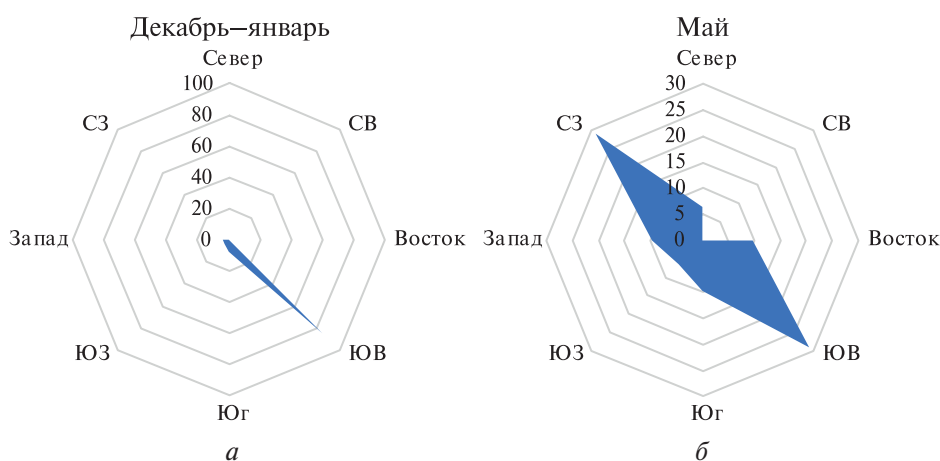 Декабрь–январь
Север
100
80
60
40
20
0
СЗ
СВ
Запад
Восток
ЮЗ
ЮВ
Юг
а
Май
Север
30
25
20
15
10
5
0
СЗ
СВ
Запад
Восток
ЮЗ
ЮВ
Юг
б